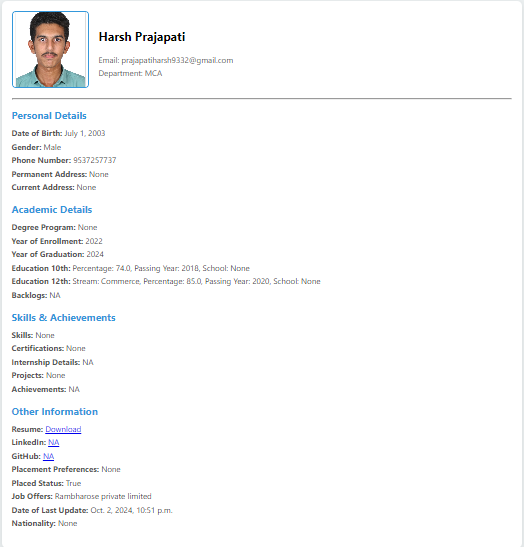 Harsh Prajapati
Email: prajapatiharsh9332@gmail.com
Department: MCA
Personal Details
Date of Birth: July 1, 2003
Gender: Male
Phone Number: 9537257737
Permanent Address: None
Current Address: None
Academic Details
Degree Program: None
Year of Enrollment: 2022
Year of Graduation: 2024
Education 10th: Percentage: 74.0, Passing Year: 2018, School: None
Education 12th: Stream: Commerce, Percentage: 85.0, Passing Year: 2020, School: None
Backlogs: NA
Skills & Achievements
Skills: None
Certifications: None
Internship Details: NA
Projects: None
Achievements: NA
Other Information
Resume: Download
LinkedIn: NA
GitHub: NA
Placement Preferences: None
Placed Status: True
Job Offers: Rambharose private limited
Date of Last Update: Oct. 2, 2024, 10:51 p.m.
Nationality: None